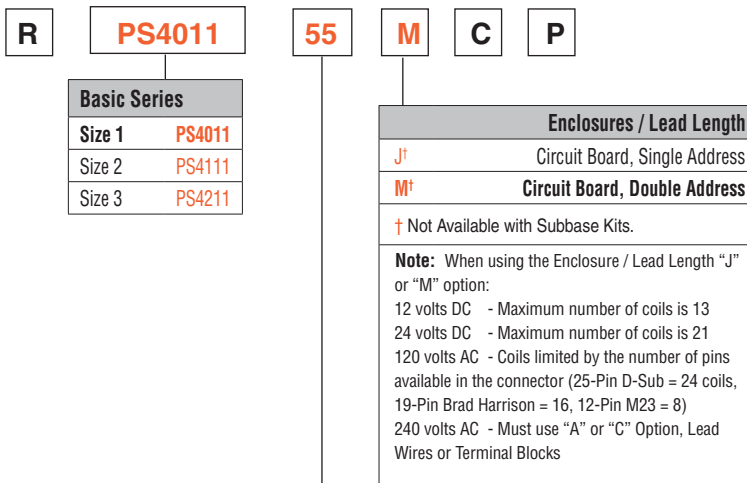 R PS4011 55 M C P
Basic Series
Size 1 PS4011
Size 2 PS4111
Size 3 PS4211
Enclosures / Lead Length
J† Circuit Board, Single Address
M† Circuit Board, Double Address
† Not Available with Subbase Kits.
Note: When using the Enclosure / Lead Length “J”
or “M” option:
12 volts DC - Maximum number of coils is 13
24 volts DC - Maximum number of coils is 21
120 volts AC - Coils limited by the number of pins
available in the connector (25-Pin D-Sub = 24 coils,
19-Pin Brad Harrison = 16, 12-Pin M23 = 8)
240 volts AC - Must use “A” or “C” Option, Lead
Wires or Terminal Blocks